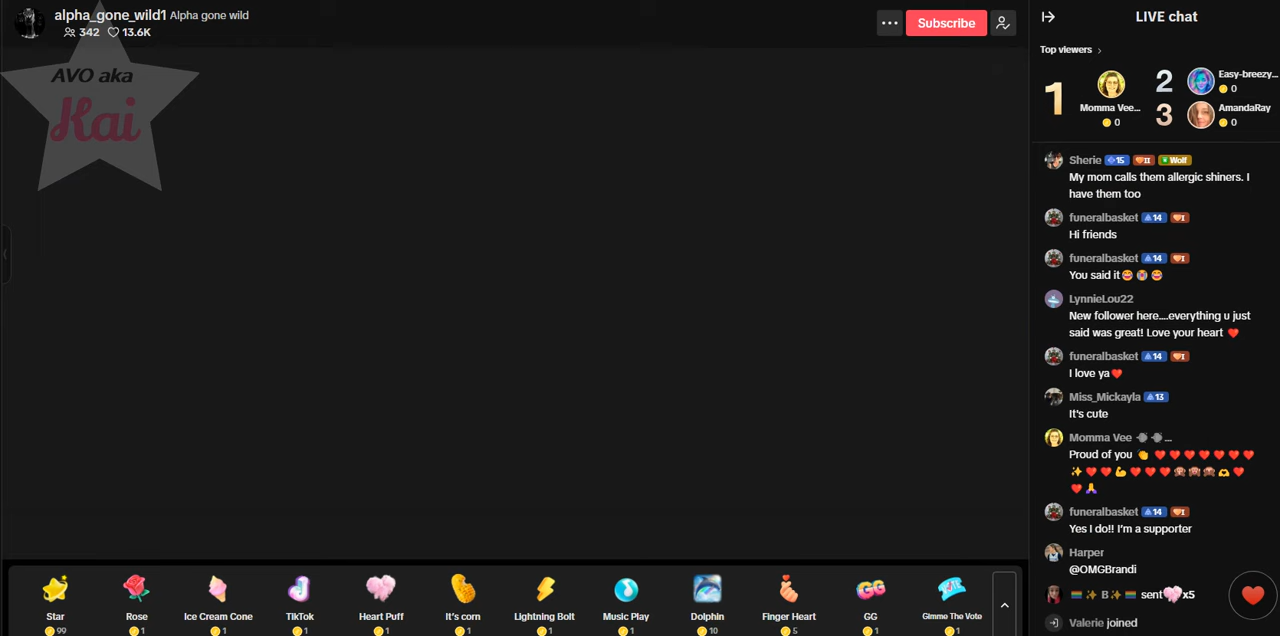 alpha_gone_wild1 Alpha gone wild
342 13.6K
AVO aka
Kai
Subscribe
LIVE chat
Top viewers
1
Momma Vee...
0
2
Easy-breezy...
0
3
AmandaRay
0
Sherie 15 II Wolf
My mom calls them allergic shiners. I
have them too
funeralbasket 14 I
Hi friends
funeralbasket 14 I
You said it
LynnieLou22
New follower here....everything u just
said was great! Love your heart ❤️
funeralbasket 14 I
I love ya❤️
Miss_Mickayla 13
It's cute
Momma Vee ...
Proud of you 👏 ❤️ ❤️ ❤️ ❤️ ❤️ ❤️ ❤️
✨ ❤️ ❤️ 💪 ❤️ ❤️ ❤️ 🙈 🙈 🙈 🫶 ❤️
❤️ 🙏
funeralbasket 14 I
Yes I do!! I'm a supporter
Harper
@OMGBrandi
🏳️‍🌈 ✨ B ✨ 🏳️‍🌈 sent x5
Valerie joined
Star
99
Rose
1
Ice Cream Cone
1
TikTok
1
Heart Puff
1
It's corn
1
Lightning Bolt
1
Music Play
1
Dolphin
10
Finger Heart
5
GG
1
Gimme The Vote
1